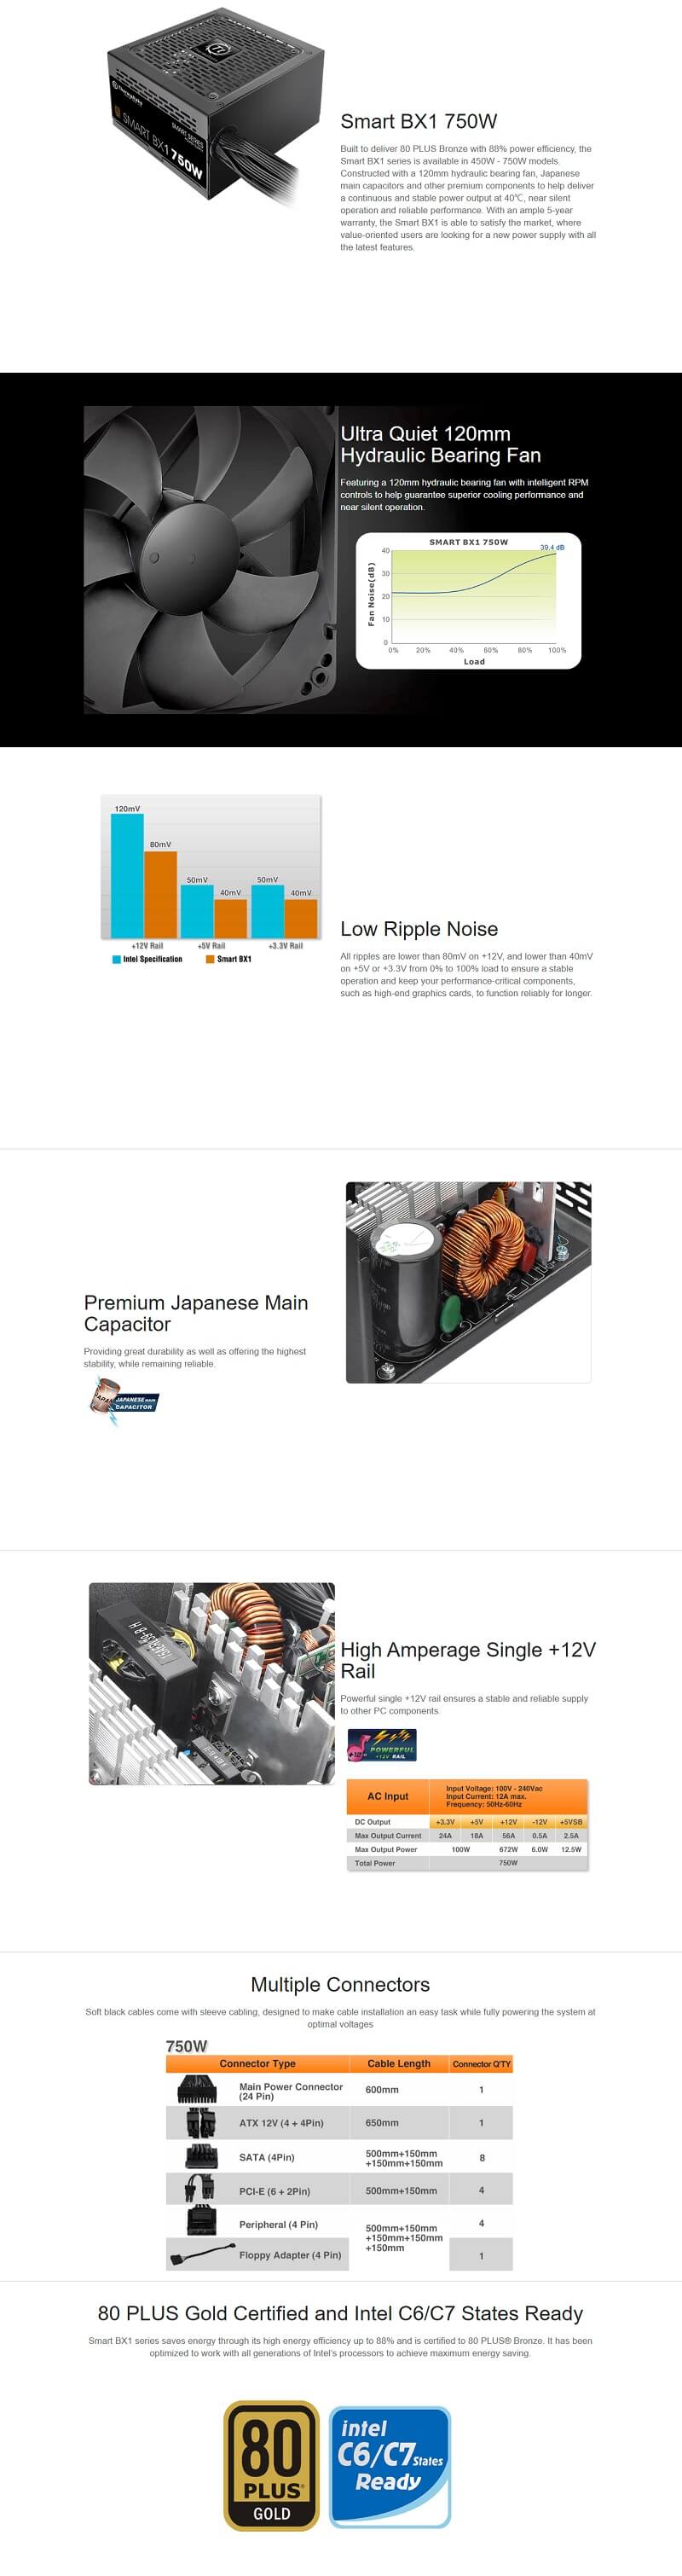 SMART BX1 750W
Smart BX1 750W
Built to deliver 80 PLUS Bronze with 88% power efficiency, the
Smart BX1 series is available in 450W - 750W models.
Constructed with a 120mm hydraulic bearing fan, Japanese
main capacitors and other premium components to help deliver
a continuous and stable power output at 40℃, near silent
operation and reliable performance. With an ample 5-year
warranty, the Smart BX1 is able to satisfy the market, where
value-oriented users are looking for a new power supply with all
the latest features.
Ultra Quiet 120mm
Hydraulic Bearing Fan
Featuring a 120mm hydraulic bearing fan with intelligent RPM
controls to help guarantee superior cooling performance and
near silent operation.
SMART BX1 750W
39.4 dB
Fan Noise(dB)
40
30
20
10
0
0% 20% 40% 60% 80% 100%
Load
120mV
80mV
50mV
40mV
50mV
40mV
+12V Rail +5V Rail +3.3V Rail
Intel Specification Smart BX1
Low Ripple Noise
All ripples are lower than 80mV on +12V, and lower than 40mV
on +5V or +3.3V from 0% to 100% load to ensure a stable
operation and keep your performance-critical components,
such as high-end graphics cards, to function reliably for longer.
Premium Japanese Main
Capacitor
Providing great durability as well as offering the highest
stability, while remaining reliable.
JAPANESE MAIN
CAPACITOR
High Amperage Single +12V
Rail
Powerful single +12V rail ensures a stable and reliable supply
to other PC components.
+12V POWERFUL
+12V RAIL
AC Input
Input Voltage: 100V - 240Vac
Input Current: 12A max.
Frequency: 50Hz-60Hz
DC Output +3.3V +5V +12V -12V +5VSB
Max Output Current 24A 18A 56A 0.5A 2.5A
Max Output Power 100W 672W 6.0W 12.5W
Total Power 750W
Multiple Connectors
Soft black cables come with sleeve cabling, designed to make cable installation an easy task while fully powering the system at
optimal voltages
750W
Connector Type Cable Length Connector Q'TY
Main Power Connector
(24 Pin)
600mm 1
ATX 12V (4 + 4Pin) 650mm 1
SATA (4Pin)
500mm+150mm
+150mm+150mm
8
PCI-E (6 + 2Pin) 500mm+150mm 4
Peripheral (4 Pin) 4
500mm+150mm
+150mm+150mm
+150mm
Floppy Adapter (4 Pin) 1
80 PLUS Gold Certified and Intel C6/C7 States Ready
Smart BX1 series saves energy through its high energy efficiency up to 88% and is certified to 80 PLUS® Bronze. It has been
optimized to work with all generations of Intel's processors to achieve maximum energy saving.
80
PLUS®
GOLD
intel
C6/C7 States
Ready